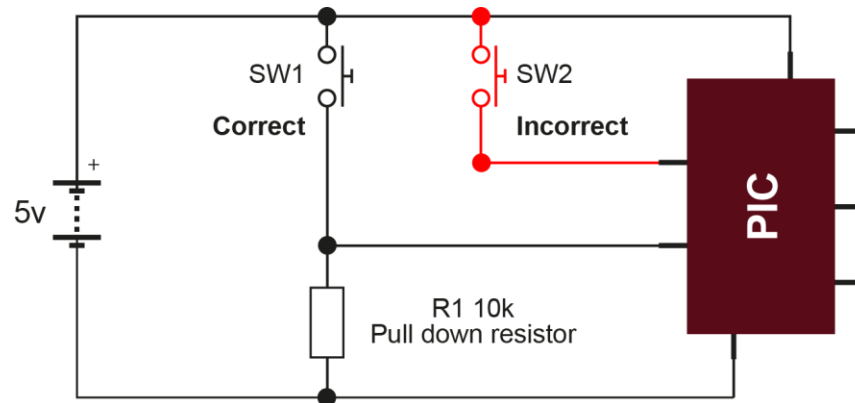 SW1
SW2
Correct
Incorrect
+
5v
PIC
R1 10k
Pull down resistor